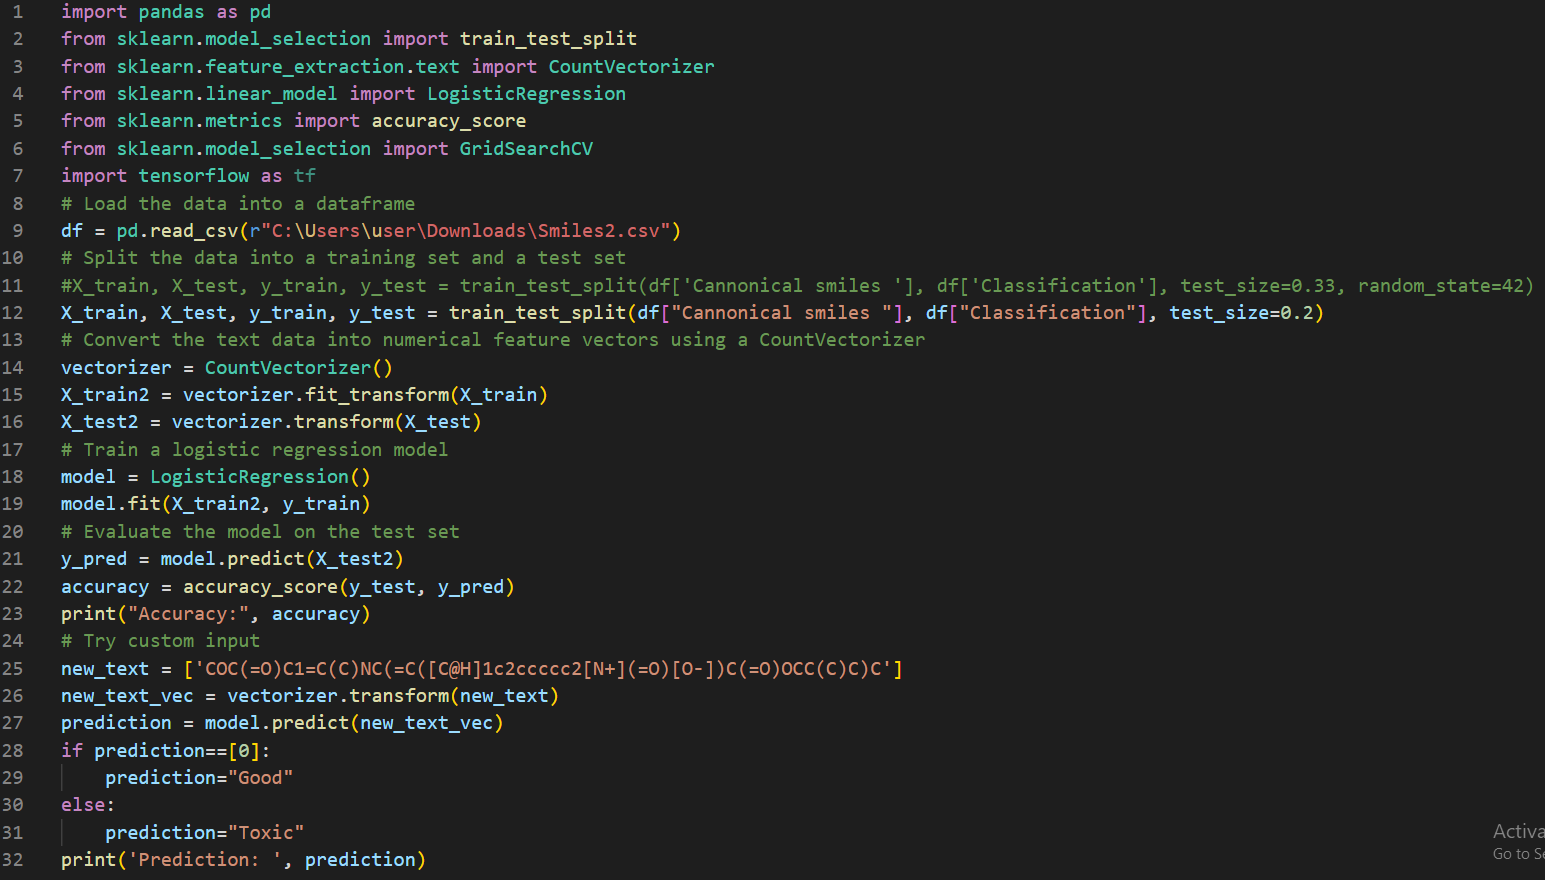 1 import pandas as pd
2 from sklearn.model_selection import train_test_split
3 from sklearn.feature_extraction.text import CountVectorizer
4 from sklearn.linear_model import LogisticRegression
5 from sklearn.metrics import accuracy_score
6 from sklearn.model_selection import GridSearchCV
7 import tensorflow as tf
8 # Load the data into a dataframe
9 df = pd.read_csv(r"C:\Users\user\Downloads\Smiles2.csv")
10 # Split the data into a training set and a test set
11 #X_train, X_test, y_train, y_test = train_test_split(df['Cannonical smiles '], df['Classification'], test_size=0.33, random_state=42)
12 X_train, X_test, y_train, y_test = train_test_split(df["Cannonical smiles "], df["Classification"], test_size=0.2)
13 # Convert the text data into numerical feature vectors using a CountVectorizer
14 vectorizer = CountVectorizer()
15 X_train2 = vectorizer.fit_transform(X_train)
16 X_test2 = vectorizer.transform(X_test)
17 # Train a logistic regression model
18 model = LogisticRegression()
19 model.fit(X_train2, y_train)
20 # Evaluate the model on the test set
21 y_pred = model.predict(X_test2)
22 accuracy = accuracy_score(y_test, y_pred)
23 print("Accuracy:", accuracy)
24 # Try custom input
25 new_text = ['COC(=O)C1=C(C)NC(=C([C@H]1c2ccccc2[N+](=O)[O-])C(=O)OCC(C)C)C']
26 new_text_vec = vectorizer.transform(new_text)
27 prediction = model.predict(new_text_vec)
28 if prediction==[0]:
29     prediction="Good"
30 else:
31     prediction="Toxic"
32 print('Prediction: ', prediction)
Activa
Go to Se